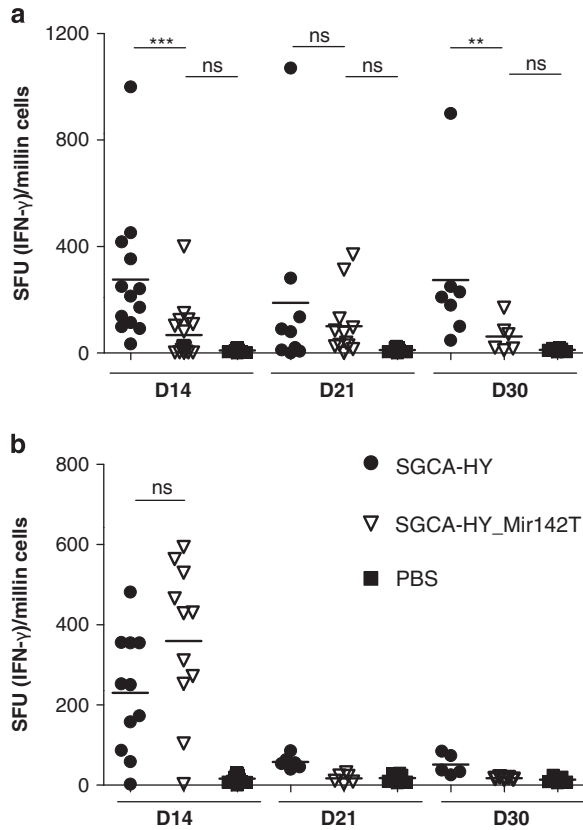 a
1200
800
400
0
SFU (IFN-γ)/millin cells
*** ns ns ns ** ns
D14 D21 D30
b
800
600
400
200
0
SFU (IFN-γ)/millin cells
ns
SGCA-HY
SGCA-HY_Mir142T
PBS
D14 D21 D30